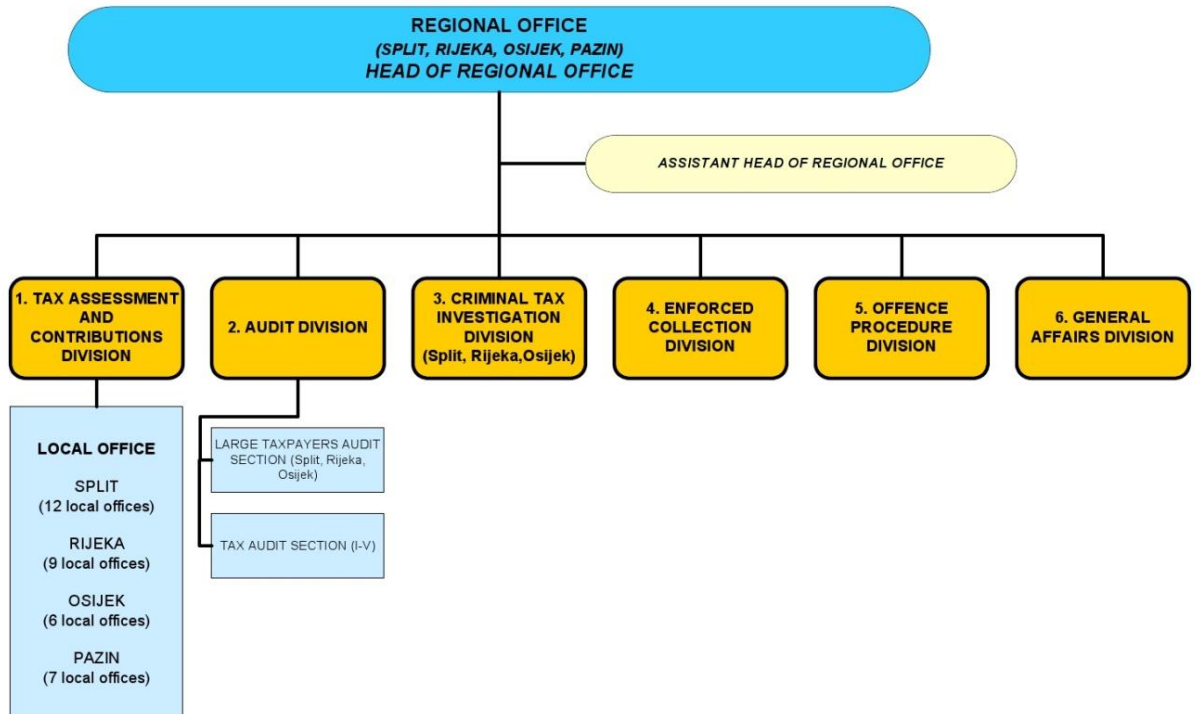 REGIONAL OFFICE
(SPLIT, RIJEKA, OSIJEK, PAZIN)
HEAD OF REGIONAL OFFICE
ASSISTANT HEAD OF REGIONAL OFFICE
1. TAX ASSESSMENT
AND
CONTRIBUTIONS
DIVISION
2. AUDIT DIVISION
3. CRIMINAL TAX
INVESTIGATION
DIVISION
(Split, Rijeka,Osijek)
4. ENFORCED
COLLECTION
DIVISION
5. OFFENCE
PROCEDURE
DIVISION
6. GENERAL
AFFAIRS DIVISION
LOCAL OFFICE
SPLIT
(12 local offices)
RIJEKA
(9 local offices)
OSIJEK
(6 local offices)
PAZIN
(7 local offices)
LARGE TAXPAYERS AUDIT
SECTION (Split, Rijeka,
Osijek)
TAX AUDIT SECTION (I-V)